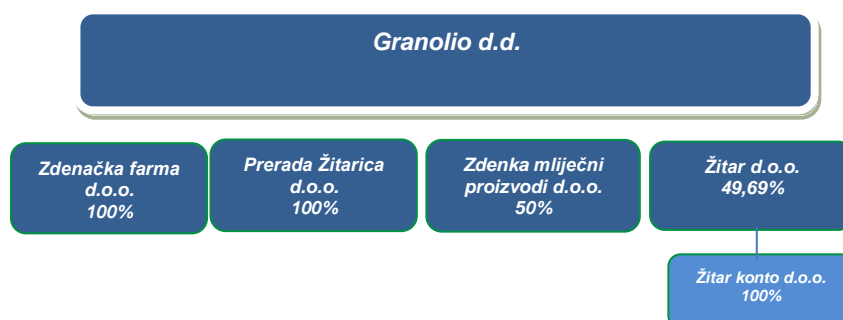 Granolio d.d.
Zdenačka farma
d.o.o.
100%
Prerada Žitarica
d.o.o.
100%
Zdenka mliječni
proizvodi d.o.o.
50%
Žitar d.o.o.
49,69%
Žitar konto d.o.o.
100%